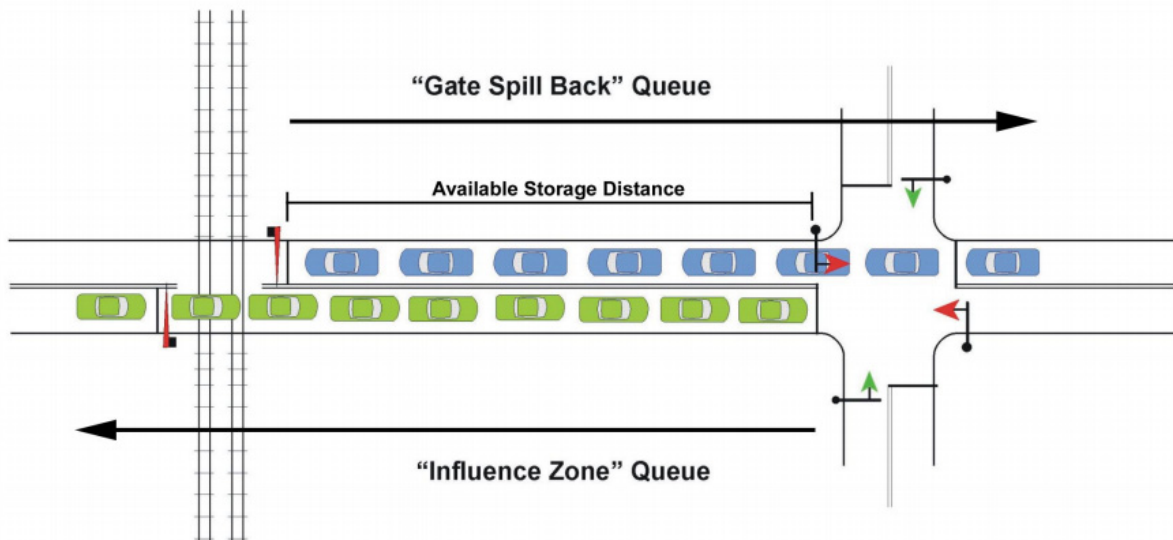 “Gate Spill Back” Queue
Available Storage Distance
“Influence Zone” Queue